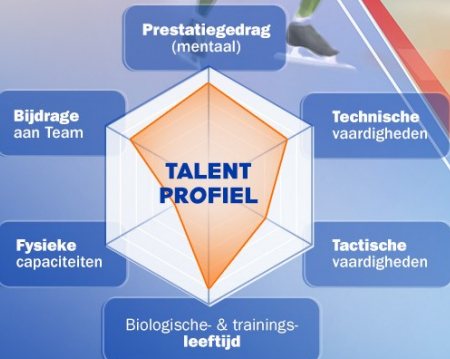 Prestatiegedrag
(mentaal)
Bijdrage
aan Team
Technische
vaardigheden
TALENT
PROFIEL
Fysieke
capaciteiten
Tactische
vaardigheden
Biologische- & trainings-
leeftijd